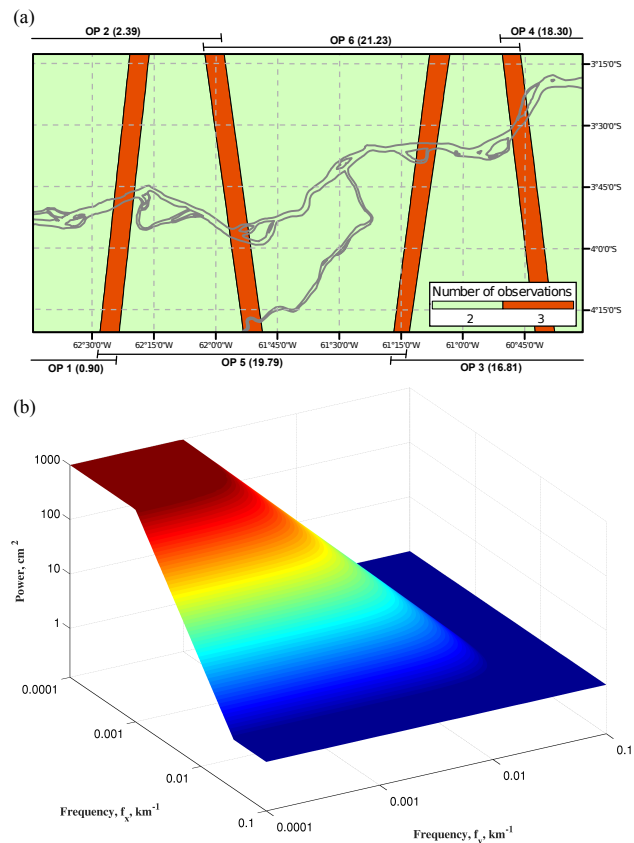 (a)
OP 2 (2.39)
OP 6 (21.23)
OP 4 (18.30)
3°15'0"S
3°30'0"S
3°45'0"S
4°0'0"S
4°15'0"S
Number of observations
2 3
62°30'0"W 62°15'0"W 62°0'0"W 61°45'0"W 61°30'0"W 61°15'0"W 61°0'0"W 60°45'0"W
OP 1 (0.90)
OP 5 (19.79)
OP 3 (16.81)
(b)
1000
100
10
1
Power, cm 2
0.0001
0.001
0.01
0.1
Frequency, fx, km-1
0.0001
0.001
0.01
0.1
Frequency, fy, km-1